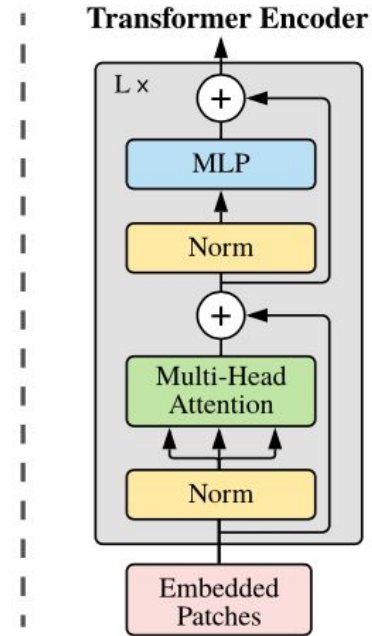 Transformer Encoder
L ×
+
MLP
Norm
+
Multi-Head
Attention
Norm
Embedded
Patches